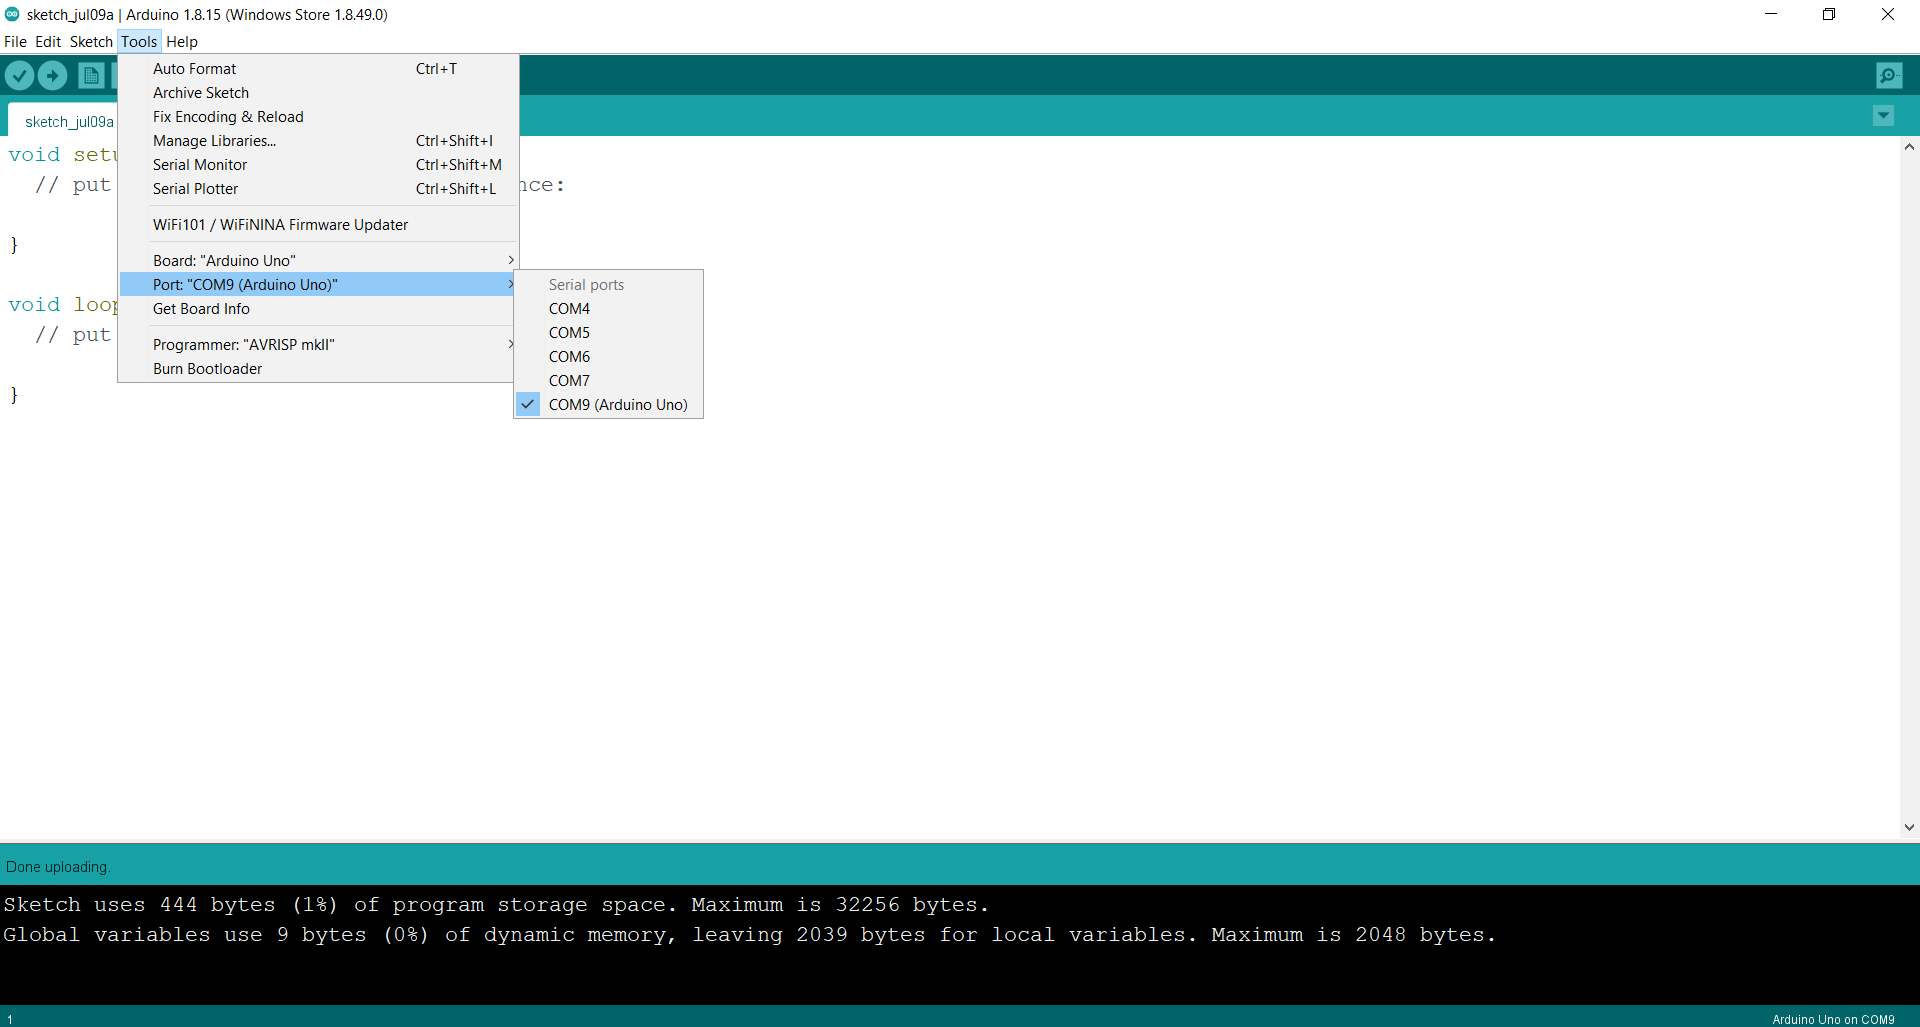 sketch_jul09a | Arduino 1.8.15 (Windows Store 1.8.49.0)
File Edit Sketch Tools Help
sketch_jul09a
Auto Format Ctrl+T
Archive Sketch
Fix Encoding & Reload
Manage Libraries... Ctrl+Shift+I
Serial Monitor Ctrl+Shift+M
Serial Plotter Ctrl+Shift+L
WiFi101 / WiFiNINA Firmware Updater
Board: "Arduino Uno"
Port: "COM9 (Arduino Uno)"
Get Board Info
Programmer: "AVRISP mkII"
Burn Bootloader
Serial ports
COM4
COM5
COM6
COM7
COM9 (Arduino Uno)
void setu
// put nce:
}
void loop
// put
}
Done uploading.
Sketch uses 444 bytes (1%) of program storage space. Maximum is 32256 bytes.
Global variables use 9 bytes (0%) of dynamic memory, leaving 2039 bytes for local variables. Maximum is 2048 bytes.
1 Arduino Uno on COM9